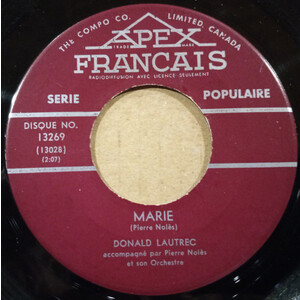 THE COMPO CO. LIMITED, CANADA
APEX
TRADE MARK
FRANCAIS
RADIODIFFUSION AVEC LICENCE SEULEMENT
SERIE POPULAIRE
DISQUE NO.
13269
(13028)
(2:07)
MARIE
(Pierre Nolès)
DONALD LAUTREC
accompagné par Pierre Nolès
et son Orchestre